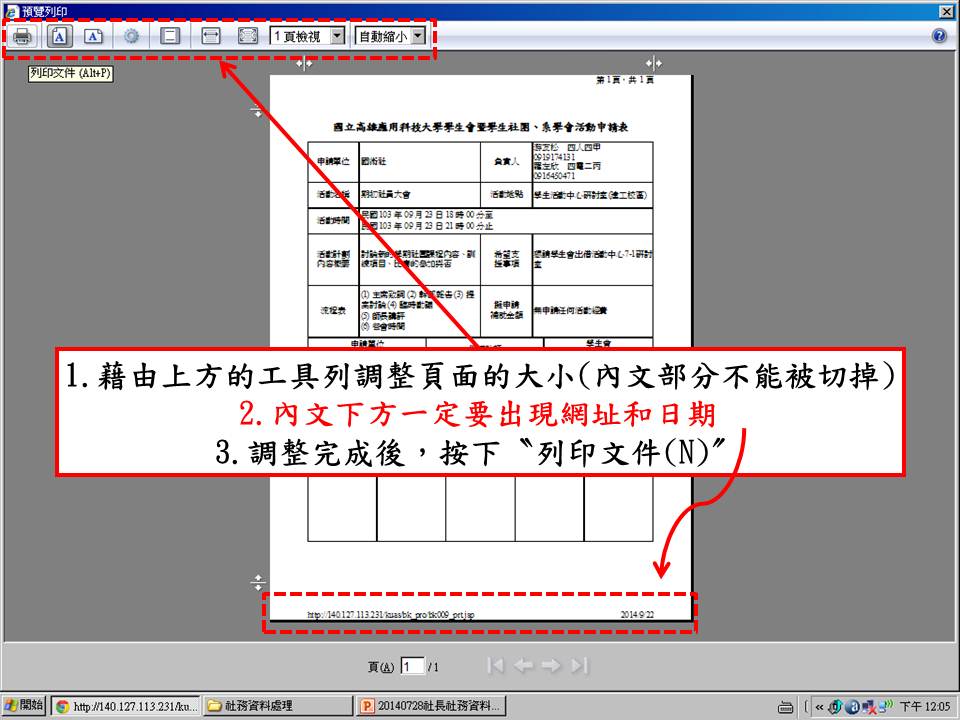 預覽列印
1 頁檢視
自動縮小
列印文件 (Alt+P)
第 1 頁，共 1 頁
國立高雄應用科技大學學生會暨學生社團、系學會活動申請表
申請單位
國術社
負責人
游友松 四人四甲
0919174131
羅左欣 四電二丙
0916450471
活動名稱
期初社員大會
活動地點
學生活動中心研討室(建工校區)
活動時間
民國 103 年 09 月 23 日 18 時 00 分至
民國 103 年 09 月 23 日 21 時 00 分止
活動計劃
內容概要
討論新的學期社團課程內容、訓
練項目、比賽的參加與否
希望支
援事項
懇請學生會出借活動中心-7-1研討
室
流程表
(1) 主席致詞 (2) 幹部報告 (3) 提
案討論 (4) 臨時動議
(5) 師長講評
(6) 散會時間
擬申請
補助金額
無申請任何活動經費
申請單位
學生會
1.藉由上方的工具列調整頁面的大小(內文部分不能被切掉)
2.內文下方一定要出現網址和日期
3.調整完成後，按下〝列印文件(N)〞
http://140.127.113.231/kuas/bk_pro/bk009_prt.jsp
2014/9/22
頁(A) 1 / 1
開始
http://140.127.113.231/ku...
社務資料處理
20140728社長社務資料...
«
下午 12:05